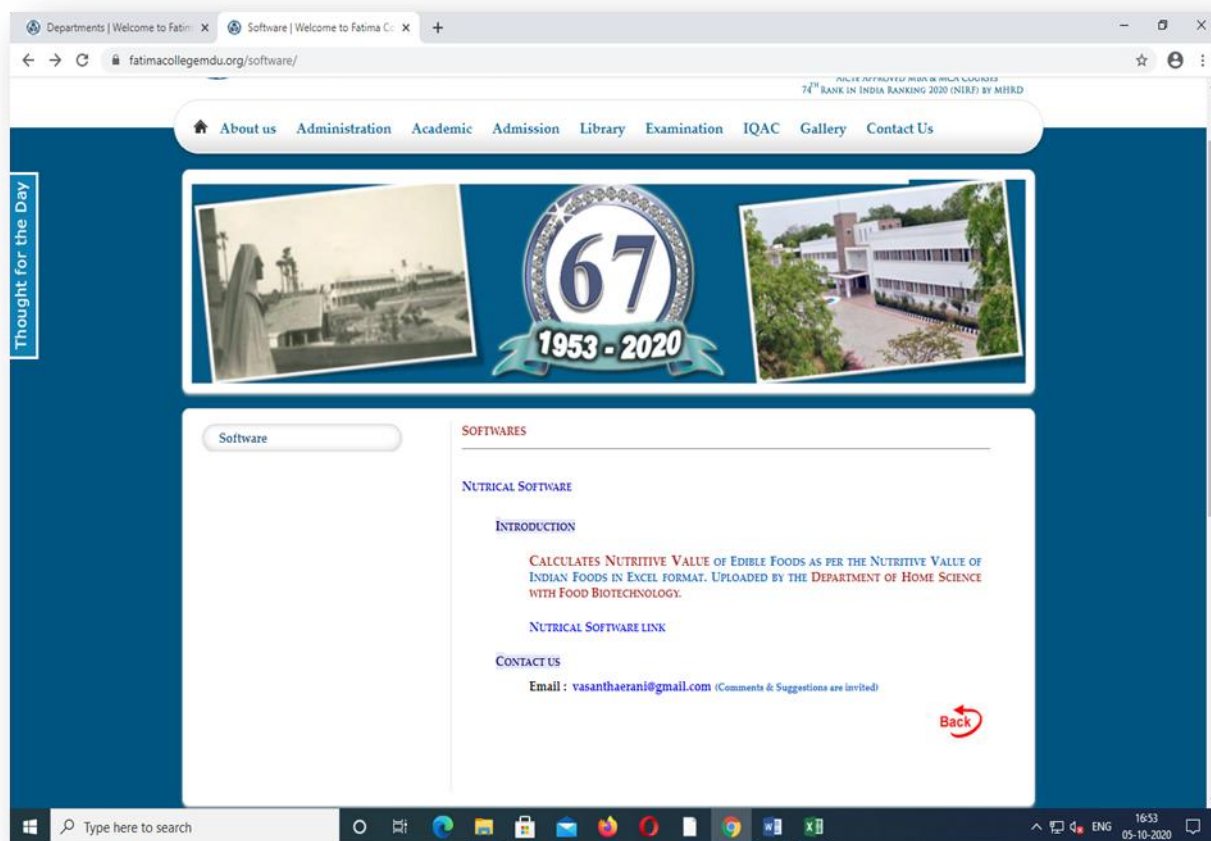 Departments | Welcome to Fatim
Software | Welcome to Fatima Co
fatimacollegemdu.org/software/
AICTE APPROVED MBA & MCA COURSES
74TH RANK IN INDIA RANKING 2020 (NIRF) BY MHRD
About us Administration Academic Admission Library Examination IQAC Gallery Contact Us
Thought for the Day
67
1953 - 2020
Software
SOFTWARES
NUTRICAL SOFTWARE
INTRODUCTION
CALCULATES NUTRITIVE VALUE OF EDIBLE FOODS AS PER THE NUTRITIVE VALUE OF
INDIAN FOODS IN EXCEL FORMAT. UPLOADED BY THE DEPARTMENT OF HOME SCIENCE
WITH FOOD BIOTECHNOLOGY.
NUTRICAL SOFTWARE LINK
CONTACT US
Email : vasanthaerani@gmail.com (Comments & Suggestions are invited)
Back
Type here to search
ENG
16:53
05-10-2020